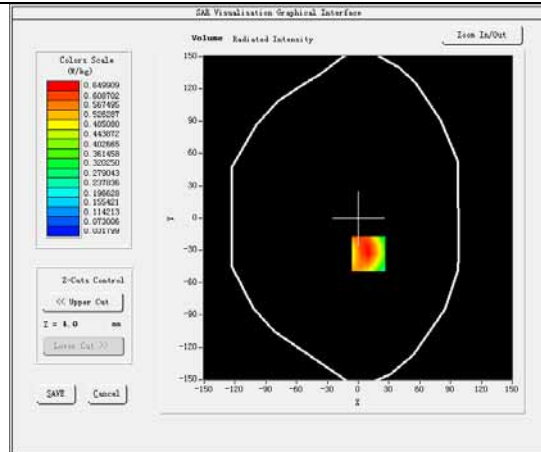 SAR Visualisation Graphical Interface
Volume Radiated Intensity
Zoom In/Out
Colors Scale
(W/kg)
0.649909
0.608702
0.567495
0.526287
0.485080
0.443872
0.402665
0.361458
0.320250
0.279043
0.237836
0.196628
0.155421
0.114213
0.073006
0.031799
Z-Cuts Control
<< Upper Cut
Z = 4.0 mm
Lower Cut >>
SAVE Cancel
150
120
90
60
30
0
-30
-60
-90
-120
-150
Y
-150 -120 -90 -60 -30 0 30 60 90 120 150
X